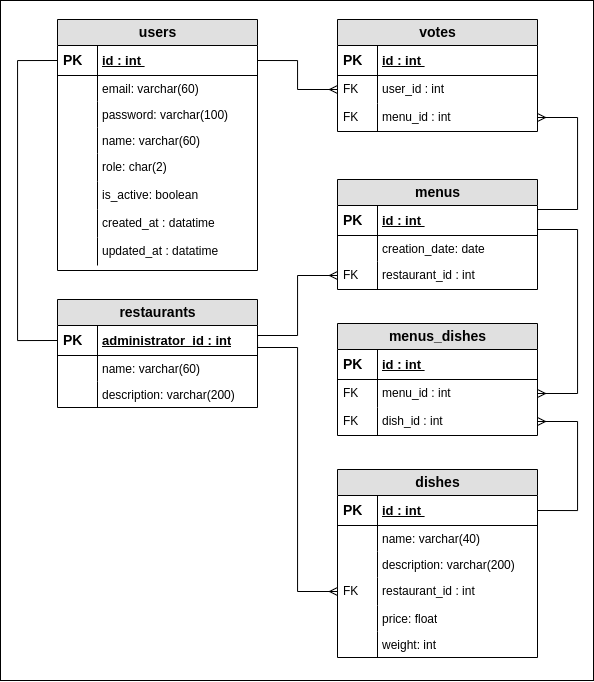 users
PK id : int
email: varchar(60)
password: varchar(100)
name: varchar(60)
role: char(2)
is_active: boolean
created_at : datatime
updated_at : datatime
restaurants
PK administrator_id : int
name: varchar(60)
description: varchar(200)
votes
PK id : int
FK user_id : int
FK menu_id : int
menus
PK id : int
creation_date: date
FK restaurant_id : int
menus_dishes
PK id : int
FK menu_id : int
FK dish_id : int
dishes
PK id : int
name: varchar(40)
description: varchar(200)
FK restaurant_id : int
price: float
weight: int